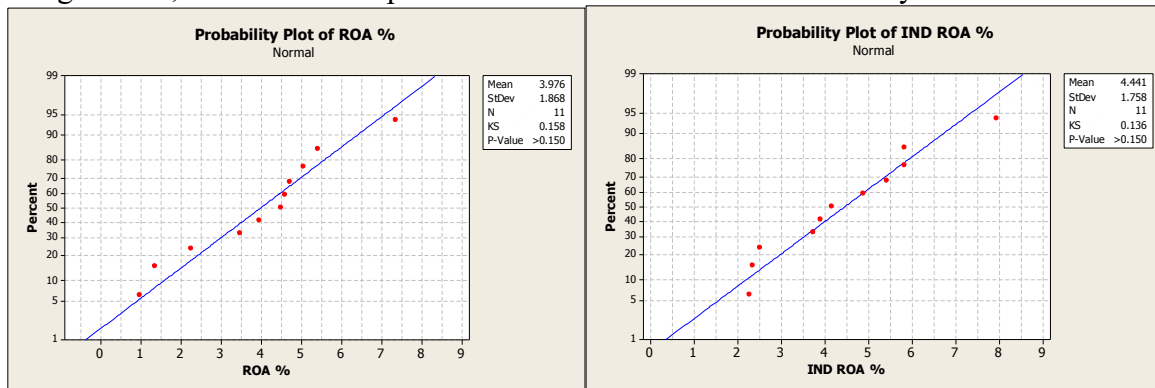 Probability Plot of ROA %
Normal
99
95
90
80
70
60
50
40
30
20
10
5
1
Percent
0 1 2 3 4 5 6 7 8 9
ROA %
Mean 3.976
StDev 1.868
N 11
KS 0.158
P-Value >0.150
Probability Plot of IND ROA %
Normal
99
95
90
80
70
60
50
40
30
20
10
5
1
Percent
0 1 2 3 4 5 6 7 8 9
IND ROA %
Mean 4.441
StDev 1.758
N 11
KS 0.136
P-Value >0.150